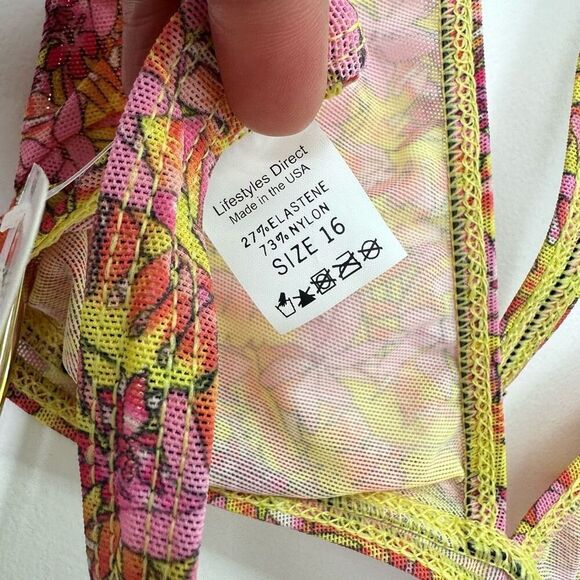 Lifestyles Direct
Made in the USA
27%ELASTENE
73%NYLON
SIZE 16